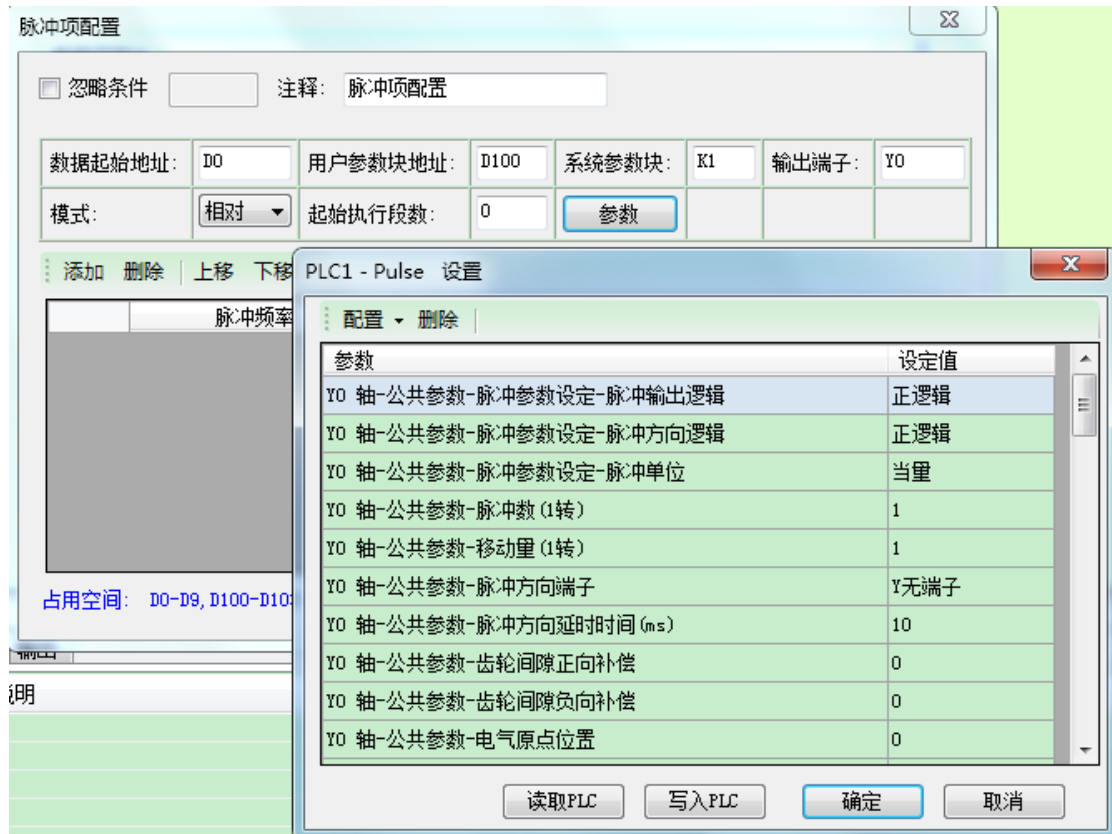 脉冲项配置
忽略条件 注释: 脉冲项配置
数据起始地址: D0 用户参数块地址: D100 系统参数块: K1 输出端子: Y0
模式: 相对 起始执行段数: 0 参数
添加 删除 上移 下移
脉冲频率
占用空间: D0-D9,D100-D10
输出
说明
PLC1 - Pulse 设置
配置 删除
参数 设定值
Y0 轴-公共参数-脉冲参数设定-脉冲输出逻辑 正逻辑
Y0 轴-公共参数-脉冲参数设定-脉冲方向逻辑 正逻辑
Y0 轴-公共参数-脉冲参数设定-脉冲单位 当量
Y0 轴-公共参数-脉冲数(1转) 1
Y0 轴-公共参数-移动量(1转) 1
Y0 轴-公共参数-脉冲方向端子 Y无端子
Y0 轴-公共参数-脉冲方向延时时间(ms) 10
Y0 轴-公共参数-齿轮间隙正向补偿 0
Y0 轴-公共参数-齿轮间隙负向补偿 0
Y0 轴-公共参数-电气原点位置 0
读取PLC 写入PLC 确定 取消